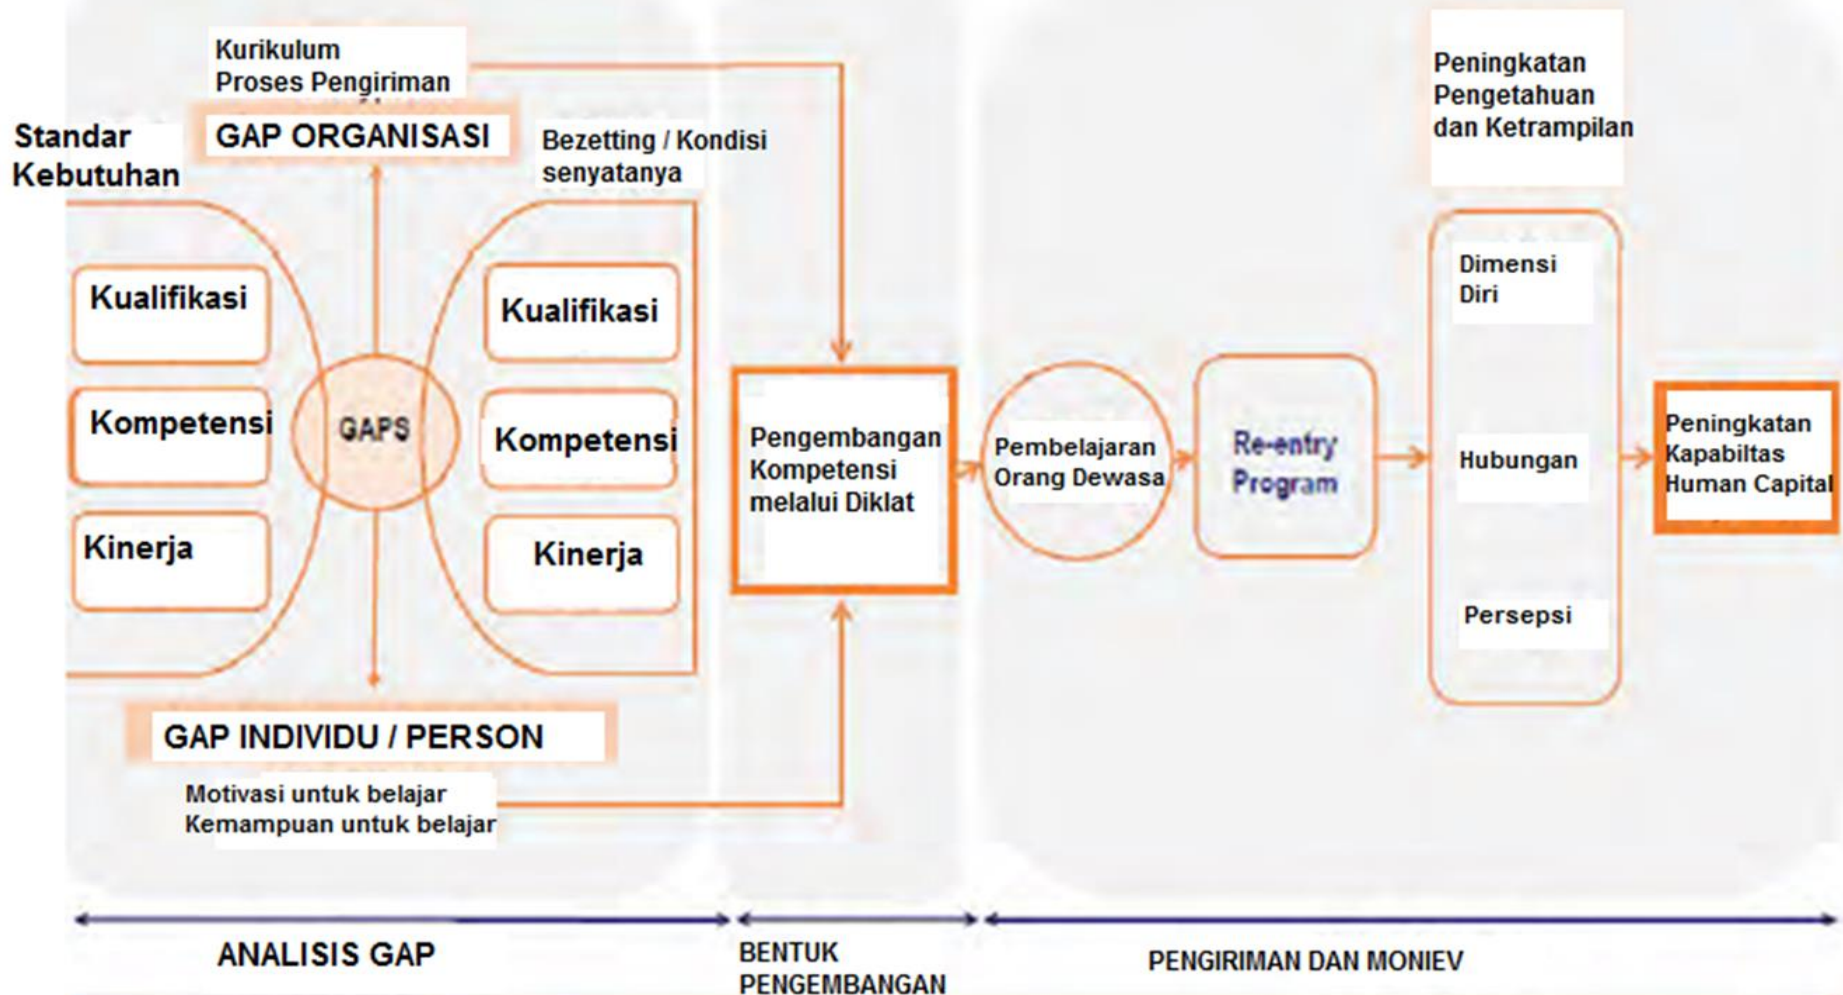 Kurikulum
Proses Pengiriman
GAP ORGANISASI
Standar
Kebutuhan
Bezetting / Kondisi
senyatanya
Kualifikasi
Kompetensi
Kinerja
GAPS
Kualifikasi
Kompetensi
Kinerja
GAP INDIVIDU / PERSON
Motivasi untuk belajar
Kemampuan untuk belajar
Pengembangan
Kompetensi
melalui Diklat
Pembelajaran
Orang Dewasa
Re-entry
Program
Peningkatan
Pengetahuan
dan Ketrampilan
Dimensi
Diri
Hubungan
Persepsi
Peningkatan
Kapabiltas
Human Capital
ANALISIS GAP
BENTUK
PENGEMBANGAN
PENGIRIMAN DAN MONIEV